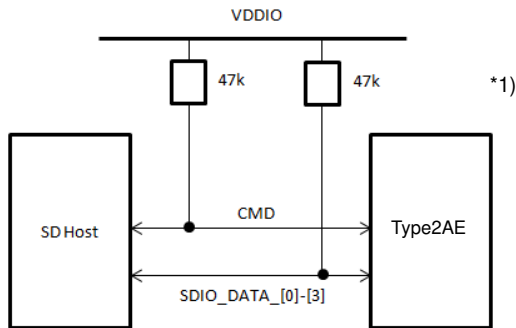 VDDIO
47k
47k
*1)
CMD
SD Host
Type2AE
SDIO_DATA_[0]-[3]